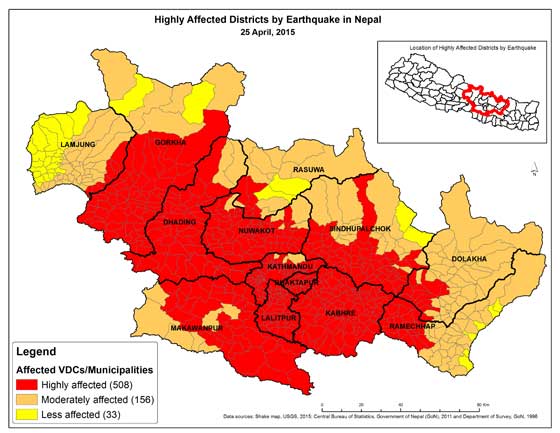 Highly Affected Districts by Earthquake in Nepal
25 April, 2015
Location of Highly Affected Districts by Earthquake
N
LAMJUNG
GORKHA
RASUWA
DHADING
NUWAKOT
SINDHUPALCHOK
DOLAKHA
KATHMANDU
BHAKTAPUR
LALITPUR
KABHRE
RAMECHHAP
MAKAWANPUR
Legend
Affected VDCs/Municipalities
Highly affected (508)
Moderately affected (156)
Less affected (33)
0 20 40 80 Km
Data sources: Shake map, USGS, 2015; Central Bureau of Statistics, Government of Nepal (GoN), 2011 and Department of Survey, GoN, 1998